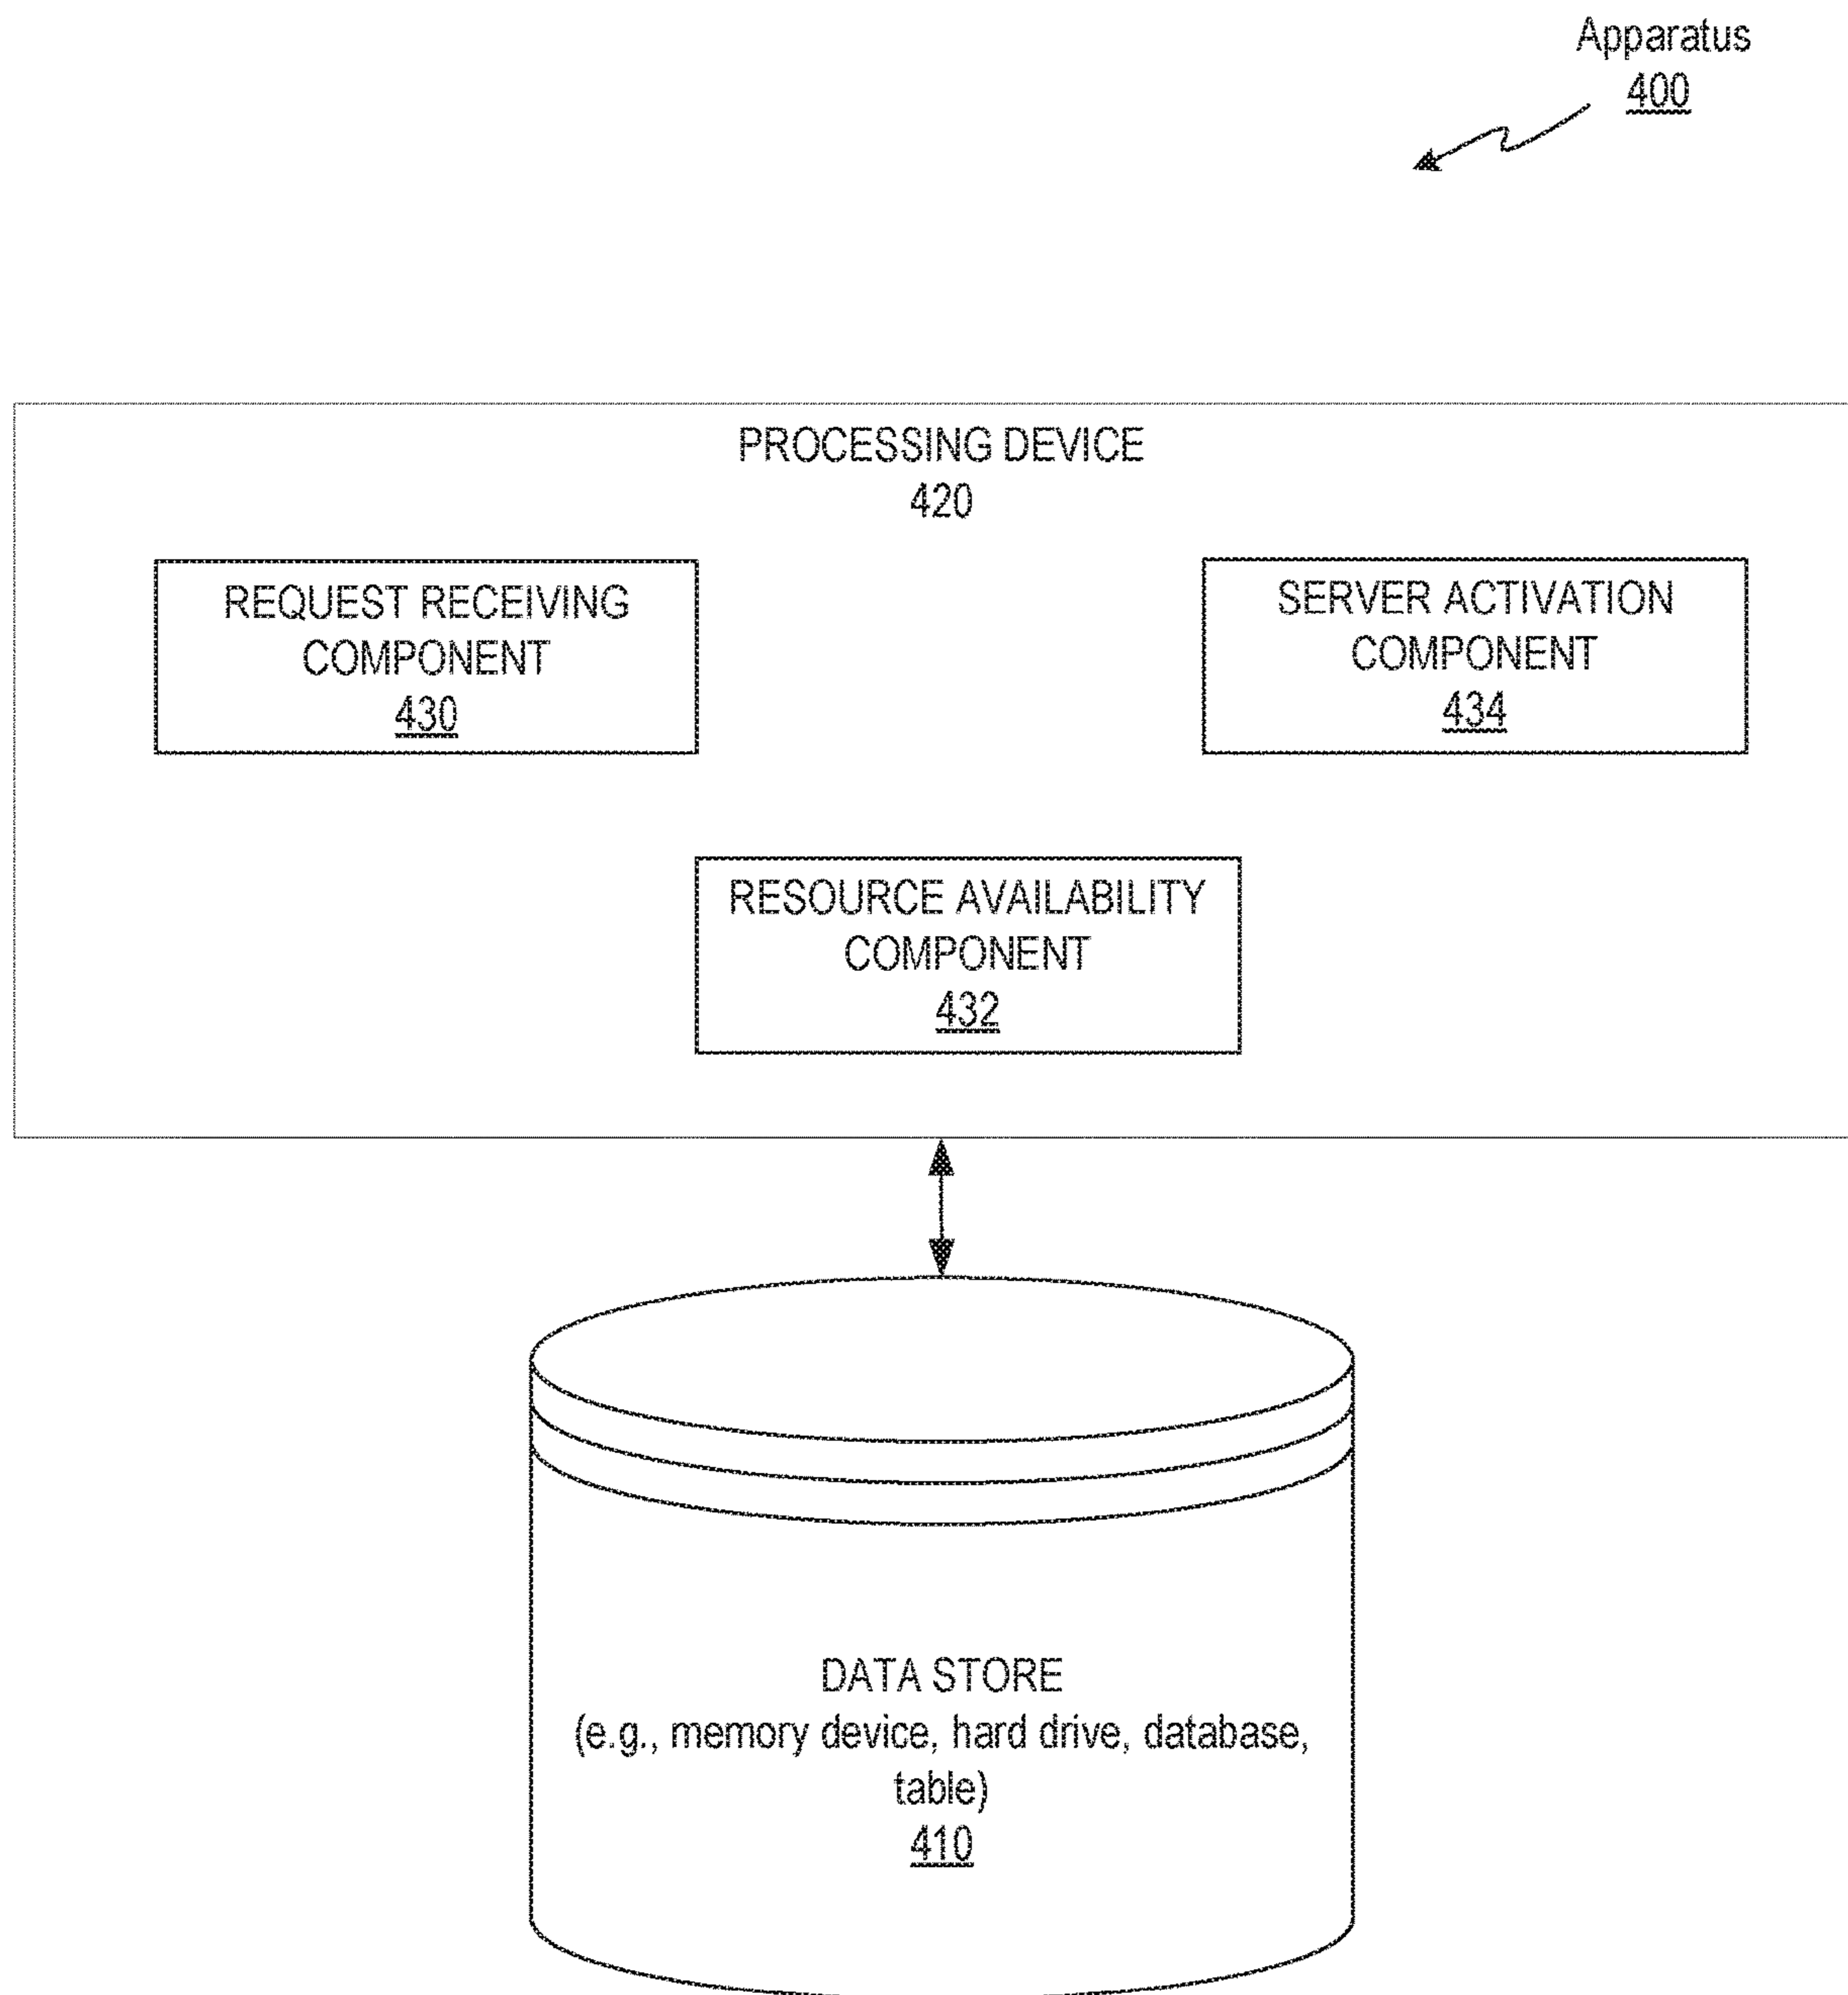 Apparatus
400
PROCESSING DEVICE
420
REQUEST RECEIVING
COMPONENT
430
SERVER ACTIVATION
COMPONENT
434
RESOURCE AVAILABILITY
COMPONENT
432
DATA STORE
(e.g., memory device, hard drive, database,
table)
410